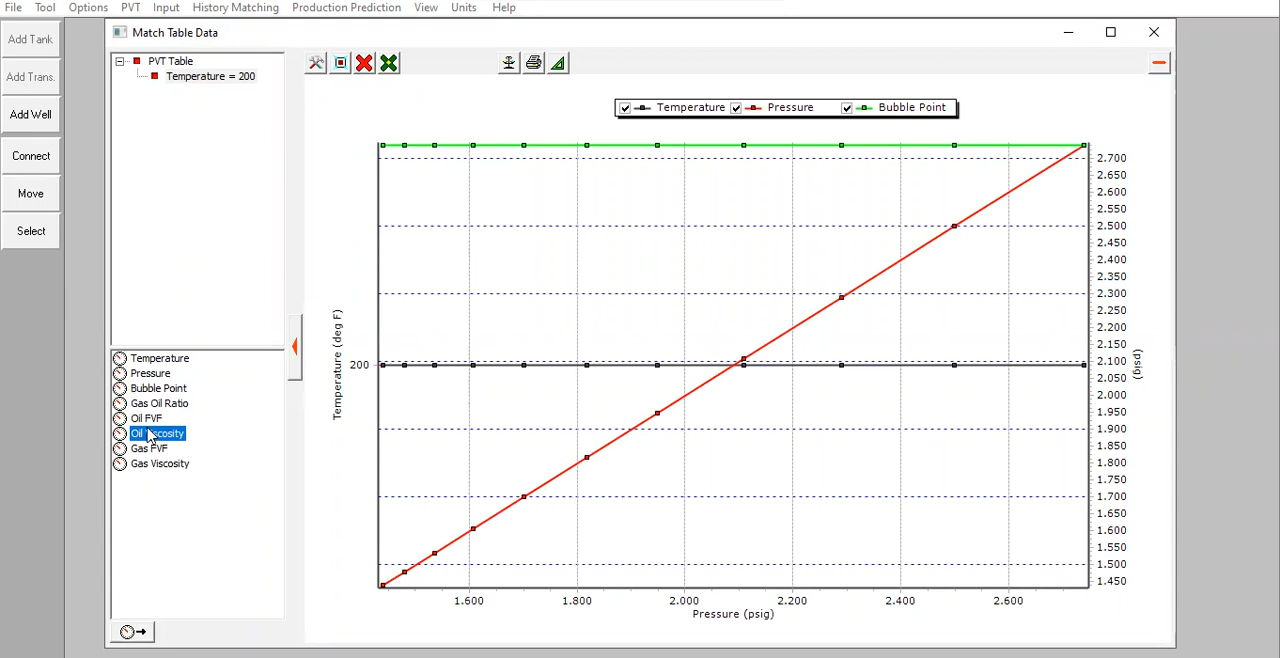 File Tool Options PVT Input History Matching Production Prediction View Units Help
Match Table Data
Add Tank
Add Trans.
Add Well
Connect
Move
Select
PVT Table
Temperature = 200
Temperature
Pressure
Bubble Point
Gas Oil Ratio
Oil FVF
Oil Viscosity
Gas FVF
Gas Viscosity
Temperature Pressure Bubble Point
Temperature (deg F)
200
2.700
2.650
2.600
2.550
2.500
2.450
2.400
2.350
2.300
2.250
2.200
2.150
2.100
2.050
2.000
1.950
1.900
1.850
1.800
1.750
1.700
1.650
1.600
1.550
1.500
1.450
(psig)
1.600 1.800 2.000 2.200 2.400 2.600
Pressure (psig)